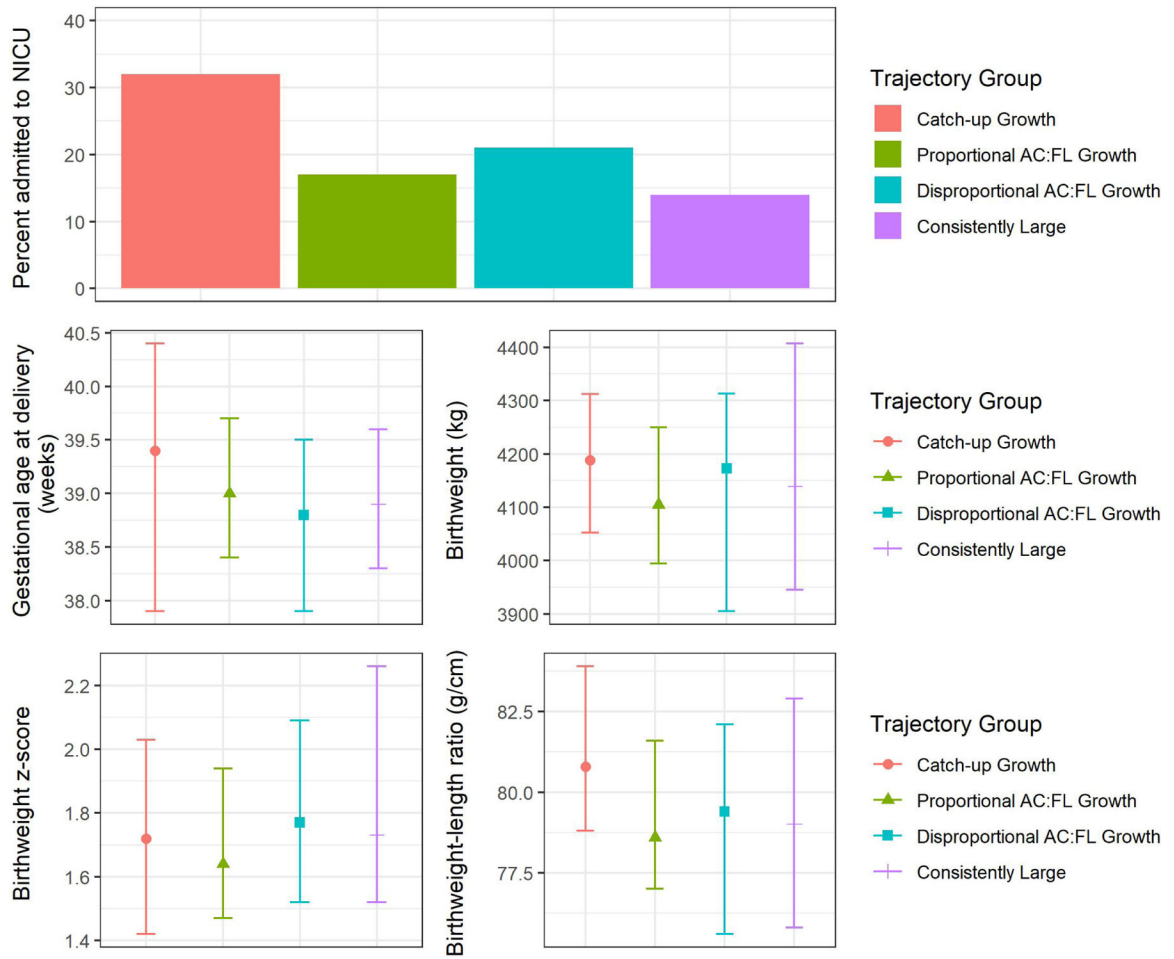 Percent admitted to NICU
40
30
20
10
0
Trajectory Group
Catch-up Growth
Proportional AC:FL Growth
Disproportional AC:FL Growth
Consistently Large
Gestational age at delivery
(weeks)
40.5
40.0
39.5
39.0
38.5
38.0
Birthweight (kg)
4400
4300
4200
4100
4000
3900
Trajectory Group
Catch-up Growth
Proportional AC:FL Growth
Disproportional AC:FL Growth
Consistently Large
Birthweight z-score
2.2
2.0
1.8
1.6
1.4
Birthweight-length ratio (g/cm)
82.5
80.0
77.5
Trajectory Group
Catch-up Growth
Proportional AC:FL Growth
Disproportional AC:FL Growth
Consistently Large